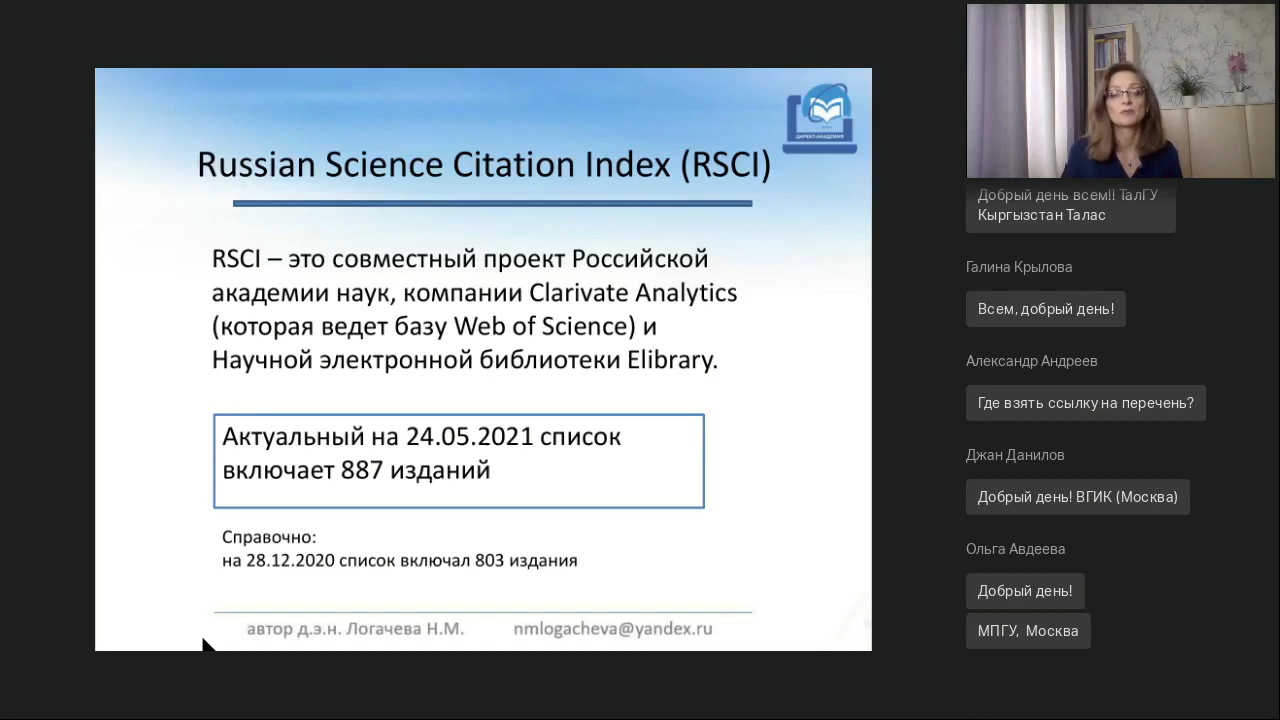 ДИРЕКТ-АКАДЕМИЯ
Russian Science Citation Index (RSCI)
RSCI – это совместный проект Российской
академии наук, компании Clarivate Analytics
(которая ведет базу Web of Science) и
Научной электронной библиотеки Elibrary.
Актуальный на 24.05.2021 список
включает 887 изданий
Справочно:
на 28.12.2020 список включал 803 издания
автор д.э.н. Логачева Н.М. nmlogacheva@yandex.ru
Добрый день всем!! ТалГУ
Кыргызстан Талас
Галина Крылова
Всем, добрый день!
Александр Андреев
Где взять ссылку на перечень?
Джан Данилов
Добрый день! ВГИК (Москва)
Ольга Авдеева
Добрый день!
МПГУ, Москва